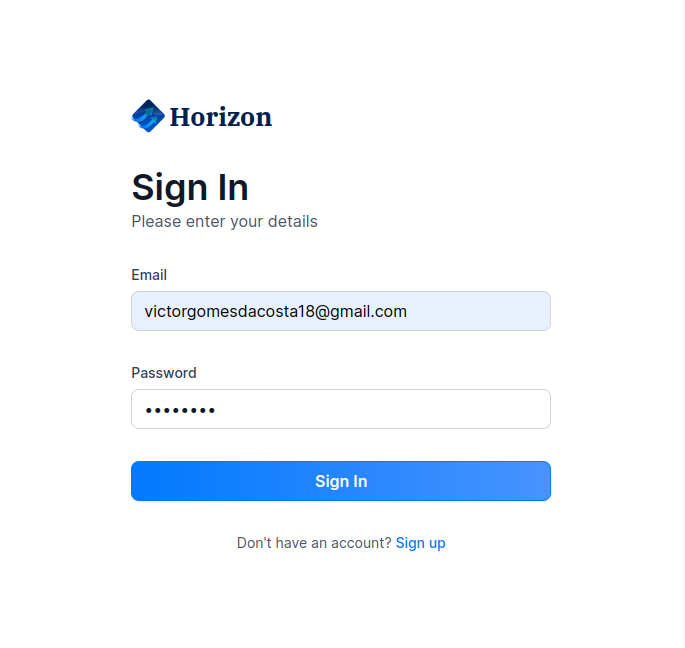 Horizon
Sign In
Please enter your details
Email
victorgomesdacosta18@gmail.com
Password
••••••••
Sign In
Don't have an account? Sign up